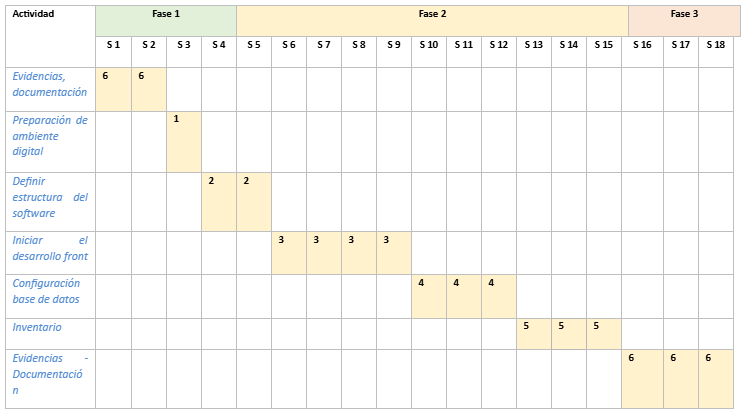 Actividad Fase 1 Fase 2 Fase 3
S 1 S 2 S 3 S 4 S 5 S 6 S 7 S 8 S 9 S 10 S 11 S 12 S 13 S 14 S 15 S 16 S 17 S 18
Evidencias, 6 6
documentación
Preparación de 1
ambiente
digital
Definir 2 2
estructura del
software
Iniciar el 3 3 3 3
desarrollo front
Configuración 4 4 4
base de datos
Inventario 5 5 5
Evidencias - 6 6 6
Documentació
n